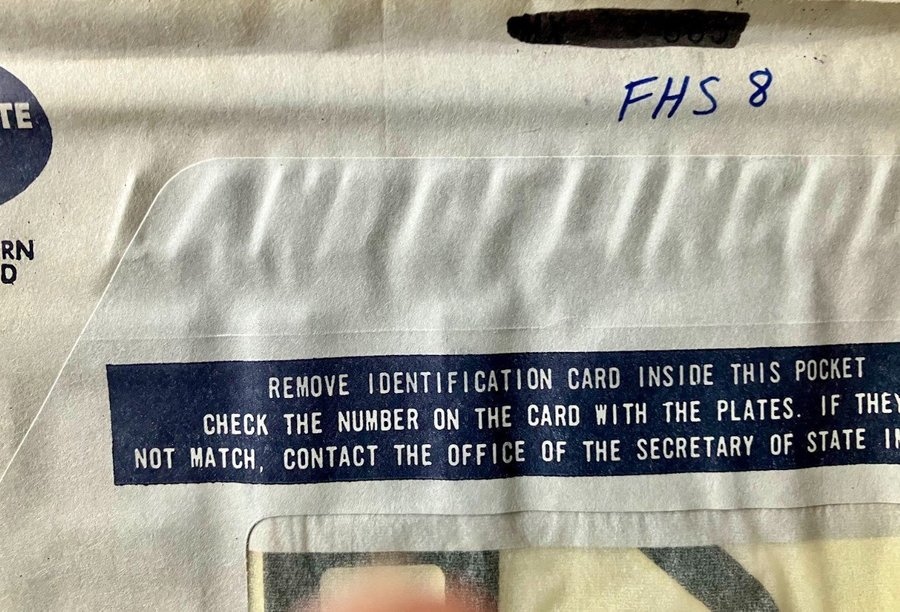 FHS 8
TE
RN
D
REMOVE IDENTIFICATION CARD INSIDE THIS POCKET
CHECK THE NUMBER ON THE CARD WITH THE PLATES. IF THEY
NOT MATCH, CONTACT THE OFFICE OF THE SECRETARY OF STATE